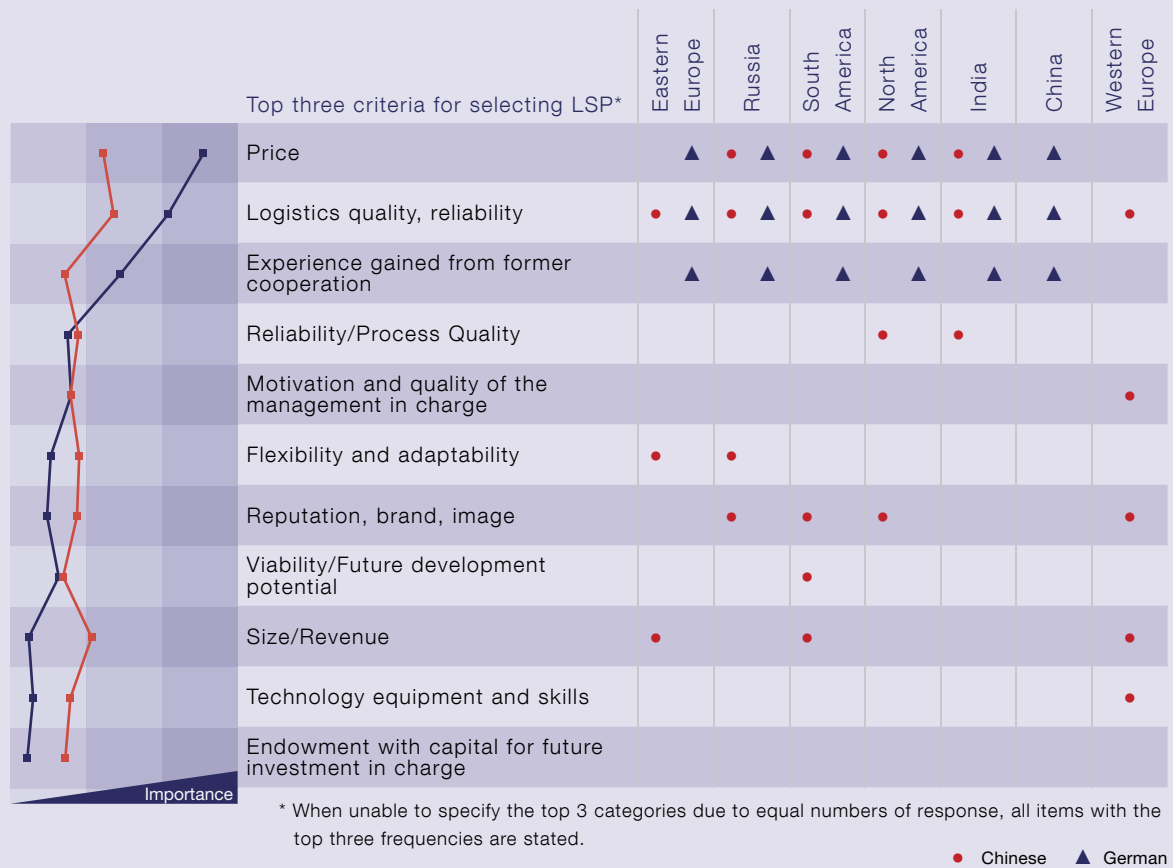 Top three criteria for selecting LSP*
Eastern
Europe
Russia
South
America
North
America
India
China
Western
Europe
Price
Logistics quality, reliability
Experience gained from former
cooperation
Reliability/Process Quality
Motivation and quality of the
management in charge
Flexibility and adaptability
Reputation, brand, image
Viability/Future development
potential
Size/Revenue
Technology equipment and skills
Endowment with capital for future
investment in charge
Importance
* When unable to specify the top 3 categories due to equal numbers of response, all items with the
top three frequencies are stated.
Chinese
German